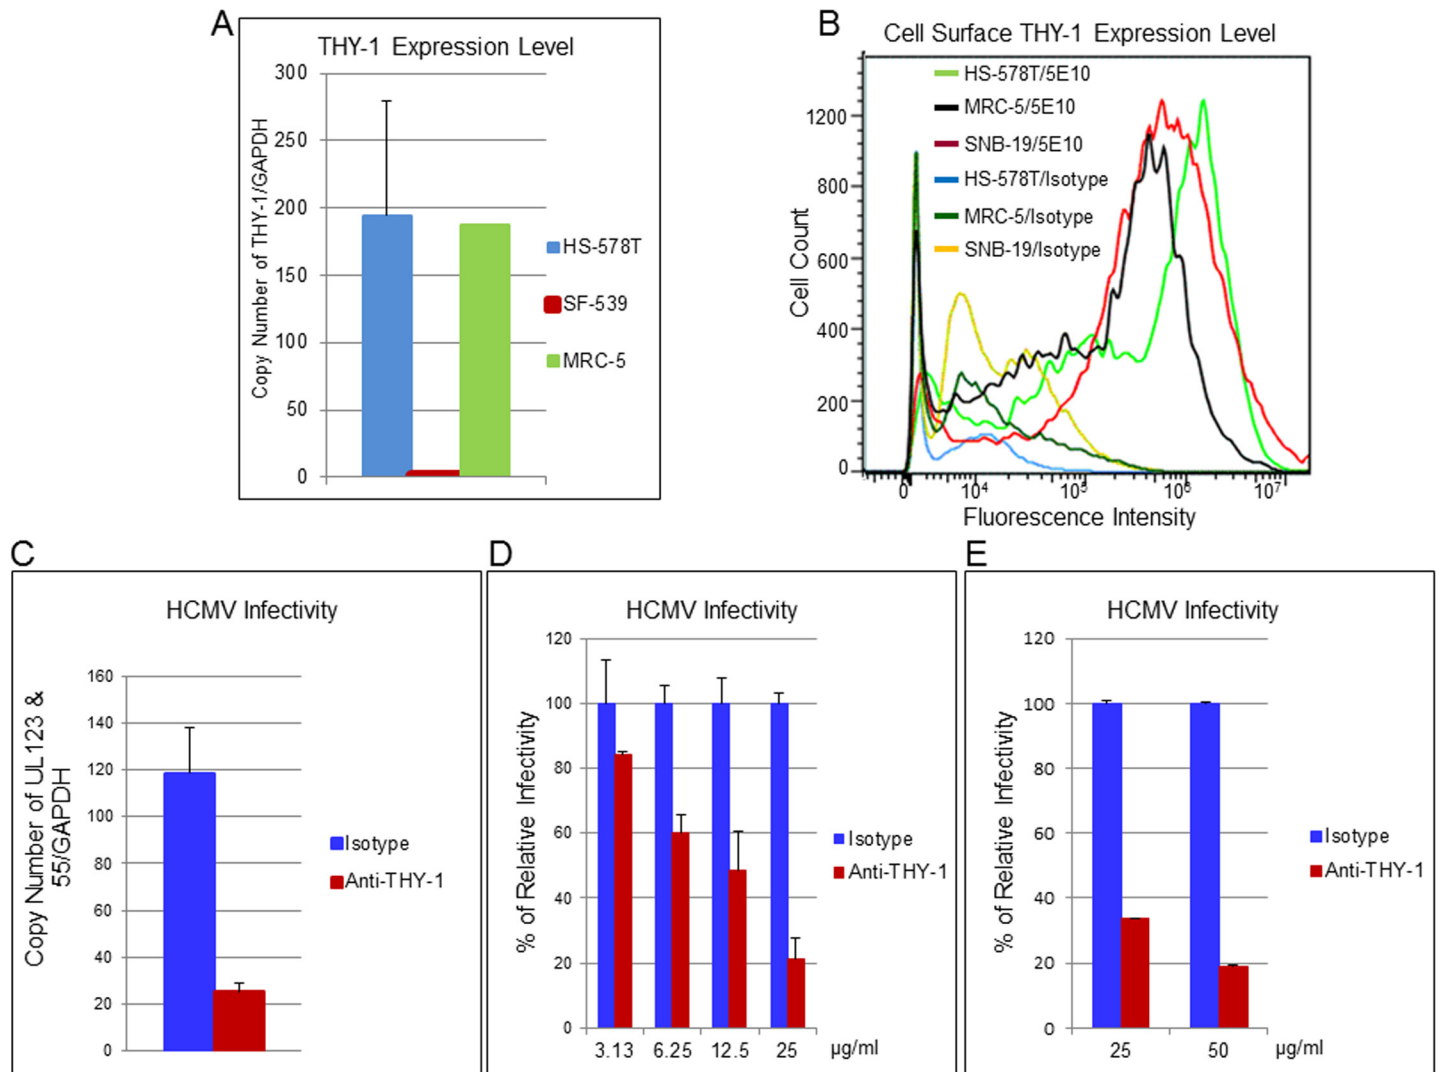 A
THY-1 Expression Level
Copy Number of THY-1/GAPDH
300
250
200
150
100
50
0
HS-578T
SF-539
MRC-5
B
Cell Surface THY-1 Expression Level
Cell Count
1200
800
600
400
200
0
HS-578T/5E10
MRC-5/5E10
SNB-19/5E10
HS-578T/Isotype
MRC-5/Isotype
SNB-19/Isotype
0 10⁴ 10⁵ 10⁶ 10⁷
Fluorescence Intensity
C
HCMV Infectivity
Copy Number of UL123 &
55/GAPDH
160
140
120
100
80
60
40
20
0
Isotype
Anti-THY-1
D
HCMV Infectivity
% of Relative Infectivity
120
100
80
60
40
20
0
Isotype
Anti-THY-1
3.13 6.25 12.5 25 µg/ml
E
HCMV Infectivity
% of Relative Infectivity
120
100
80
60
40
20
0
Isotype
Anti-THY-1
25 50 µg/ml